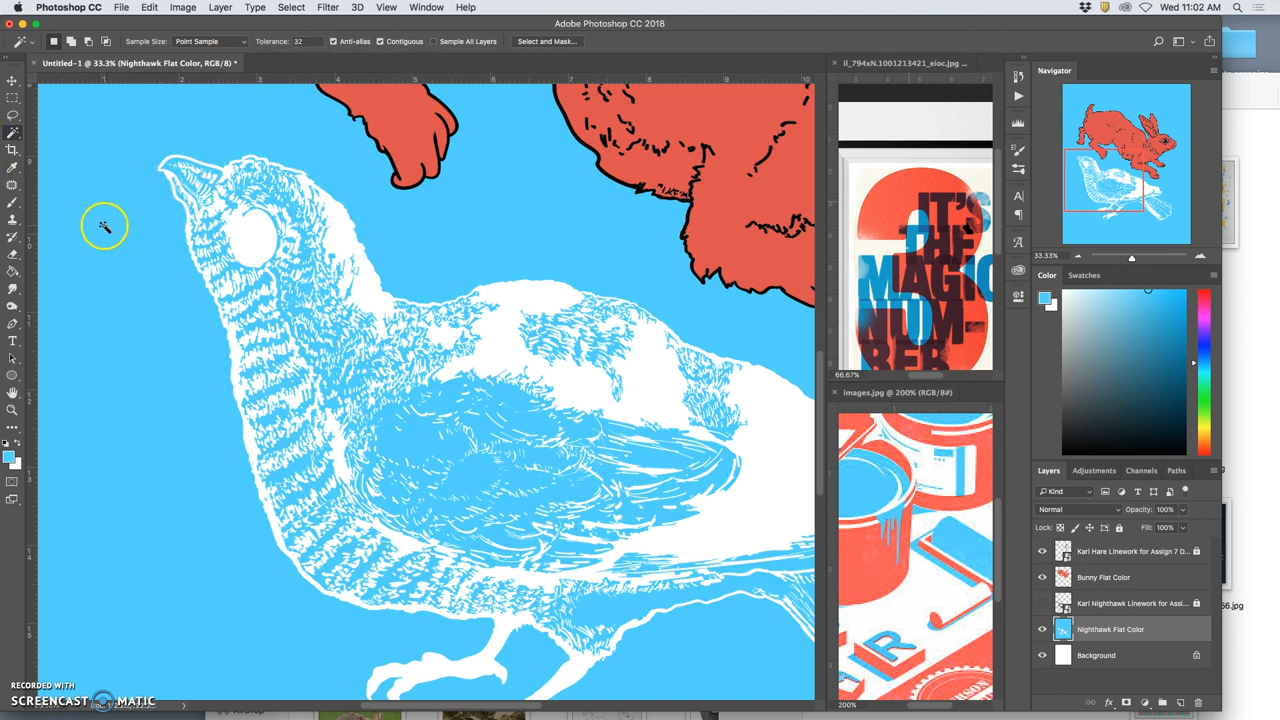 Photoshop CC File Edit Image Layer Type Select Filter 3D View Window Help Wed 11:02 AM
Adobe Photoshop CC 2018
Sample Size: Point Sample Tolerance: 32 Anti-alias Contiguous Sample All Layers Select and Mask...
Untitled-1 @ 33.3% (Nighthawk Flat Color, RGB/8) *
il_794xN.1001213421_eioc.jpg ...
Navigator
IT'S
THE
MAGIC
NUM-
BER
3
33.33%
Color Swatches
66.67%
images.jpg @ 200% (RGB/8#)
Layers Adjustments Channels Paths
Kind
Normal Opacity: 100%
Lock: Fill: 100%
Karl Hare Linework for Assign 7 D...
Bunny Flat Color
Karl Nighthawk Linework for Assi...
Nighthawk Flat Color
Background
200%
RECORDED WITH
SCREENCAST MATIC
AirDrop